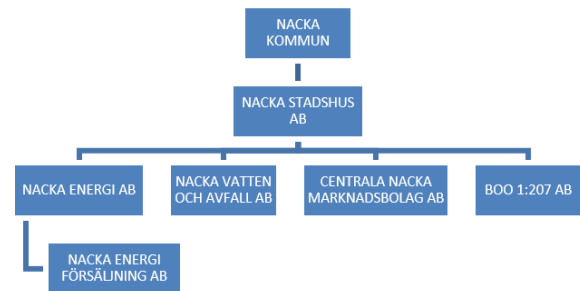 NACKA
KOMMUN
NACKA STADSHUS
AB
NACKA ENERGI AB
NACKA VATTEN
OCH AVFALL AB
CENTRALA NACKA
MARKNADSBOLAG AB
BOO 1:207 AB
NACKA ENERGI
FÖRSÄLJNING AB